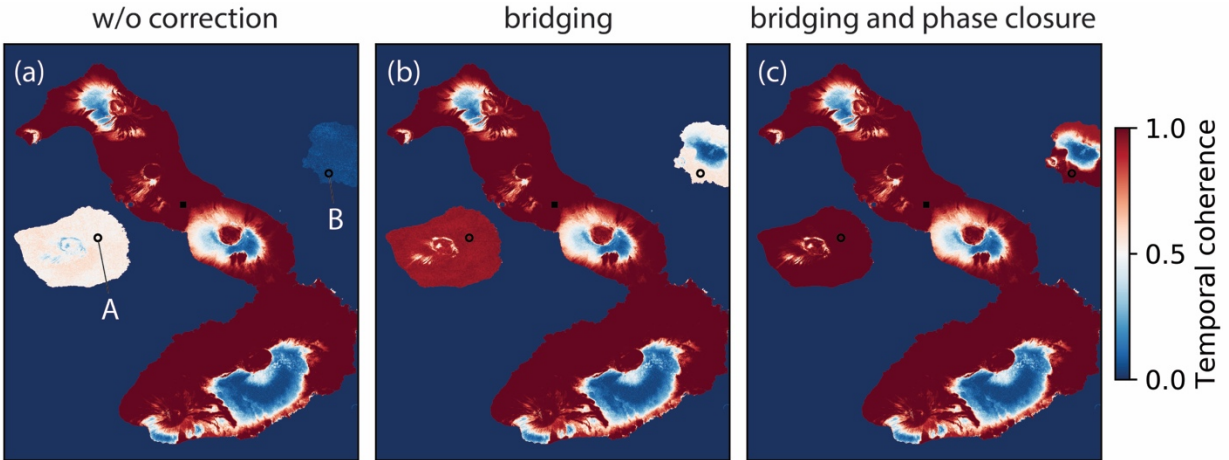 w/o correction
bridging
bridging and phase closure
(a)
(b)
(c)
A
B
1.0
0.5
0.0
Temporal coherence